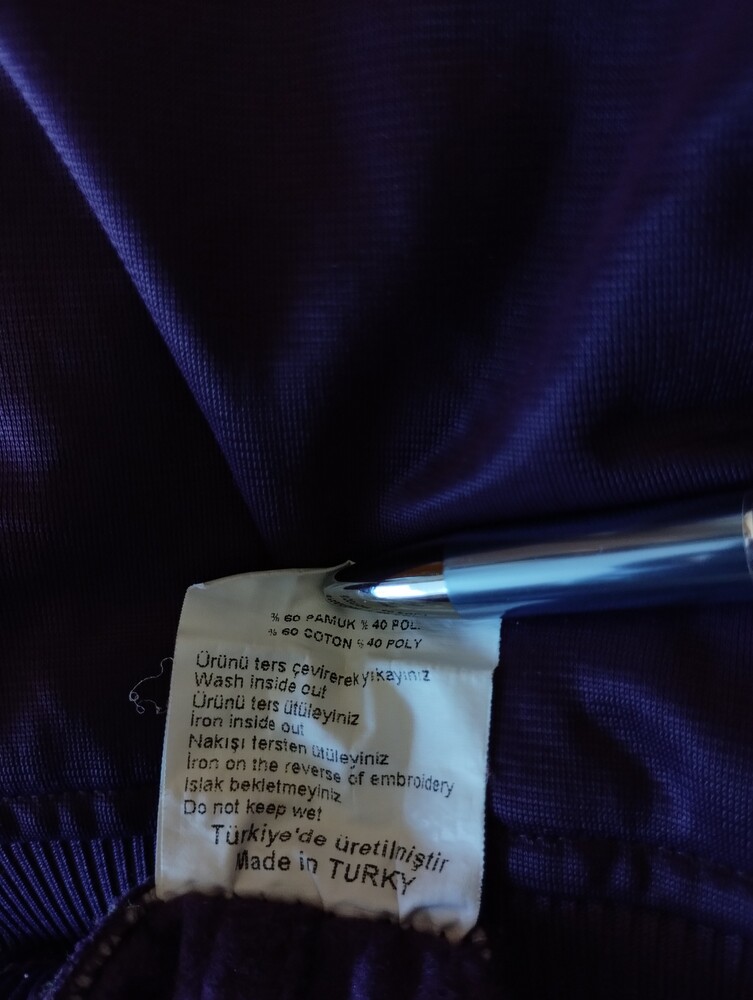 % 60 PAMUK % 40 POL
% 60 COTON % 40 POLY
Ürünü ters çevirerek yıkayınız
Wash inside out
Ürünü ters ütüleyiniz
Iron inside out
Nakışı tersten ütüleyiniz
Iron on the reverse of embroidery
Islak bekletmeyiniz
Do not keep wet
Türkiye'de üretilmiştir
Made in TURKY